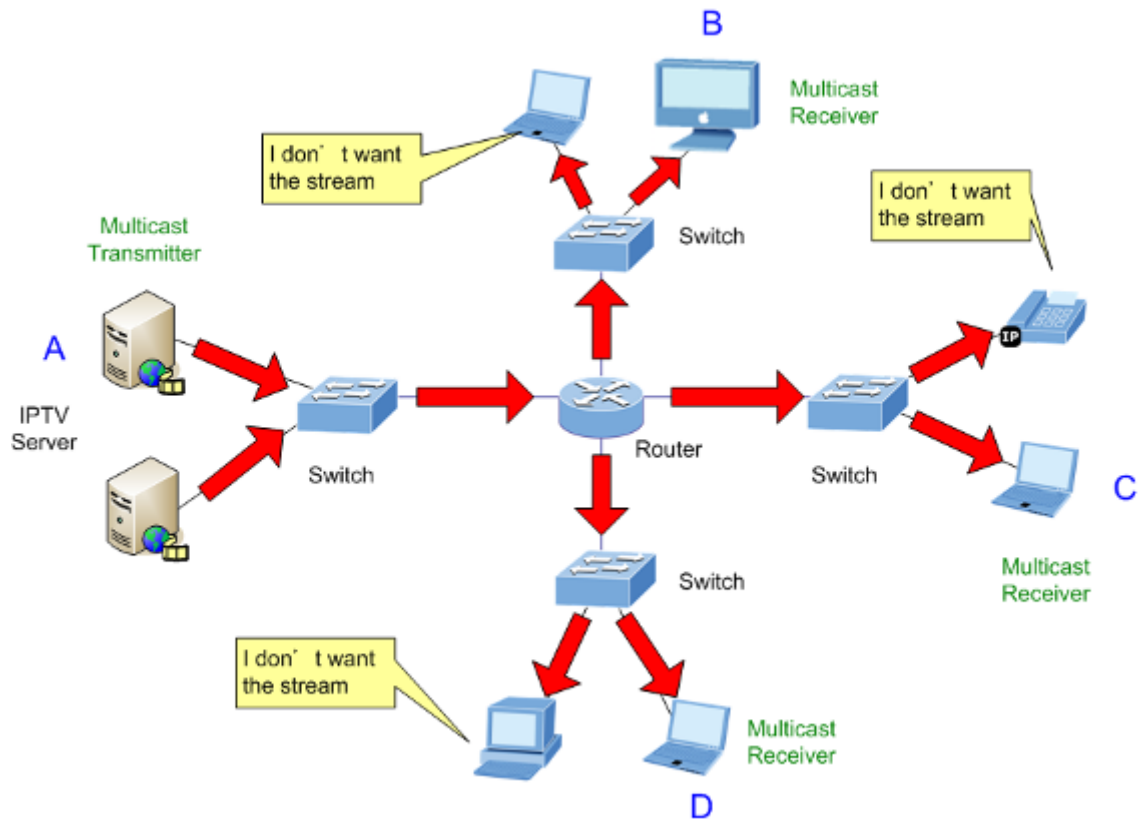 B
Multicast
Receiver
I don’t want
the stream
I don’t want
the stream
Multicast
Transmitter
Switch
A
IP
IPTV
Server
Router
Switch
Switch
C
Switch
Multicast
Receiver
I don’t want
the stream
Multicast
Receiver
D